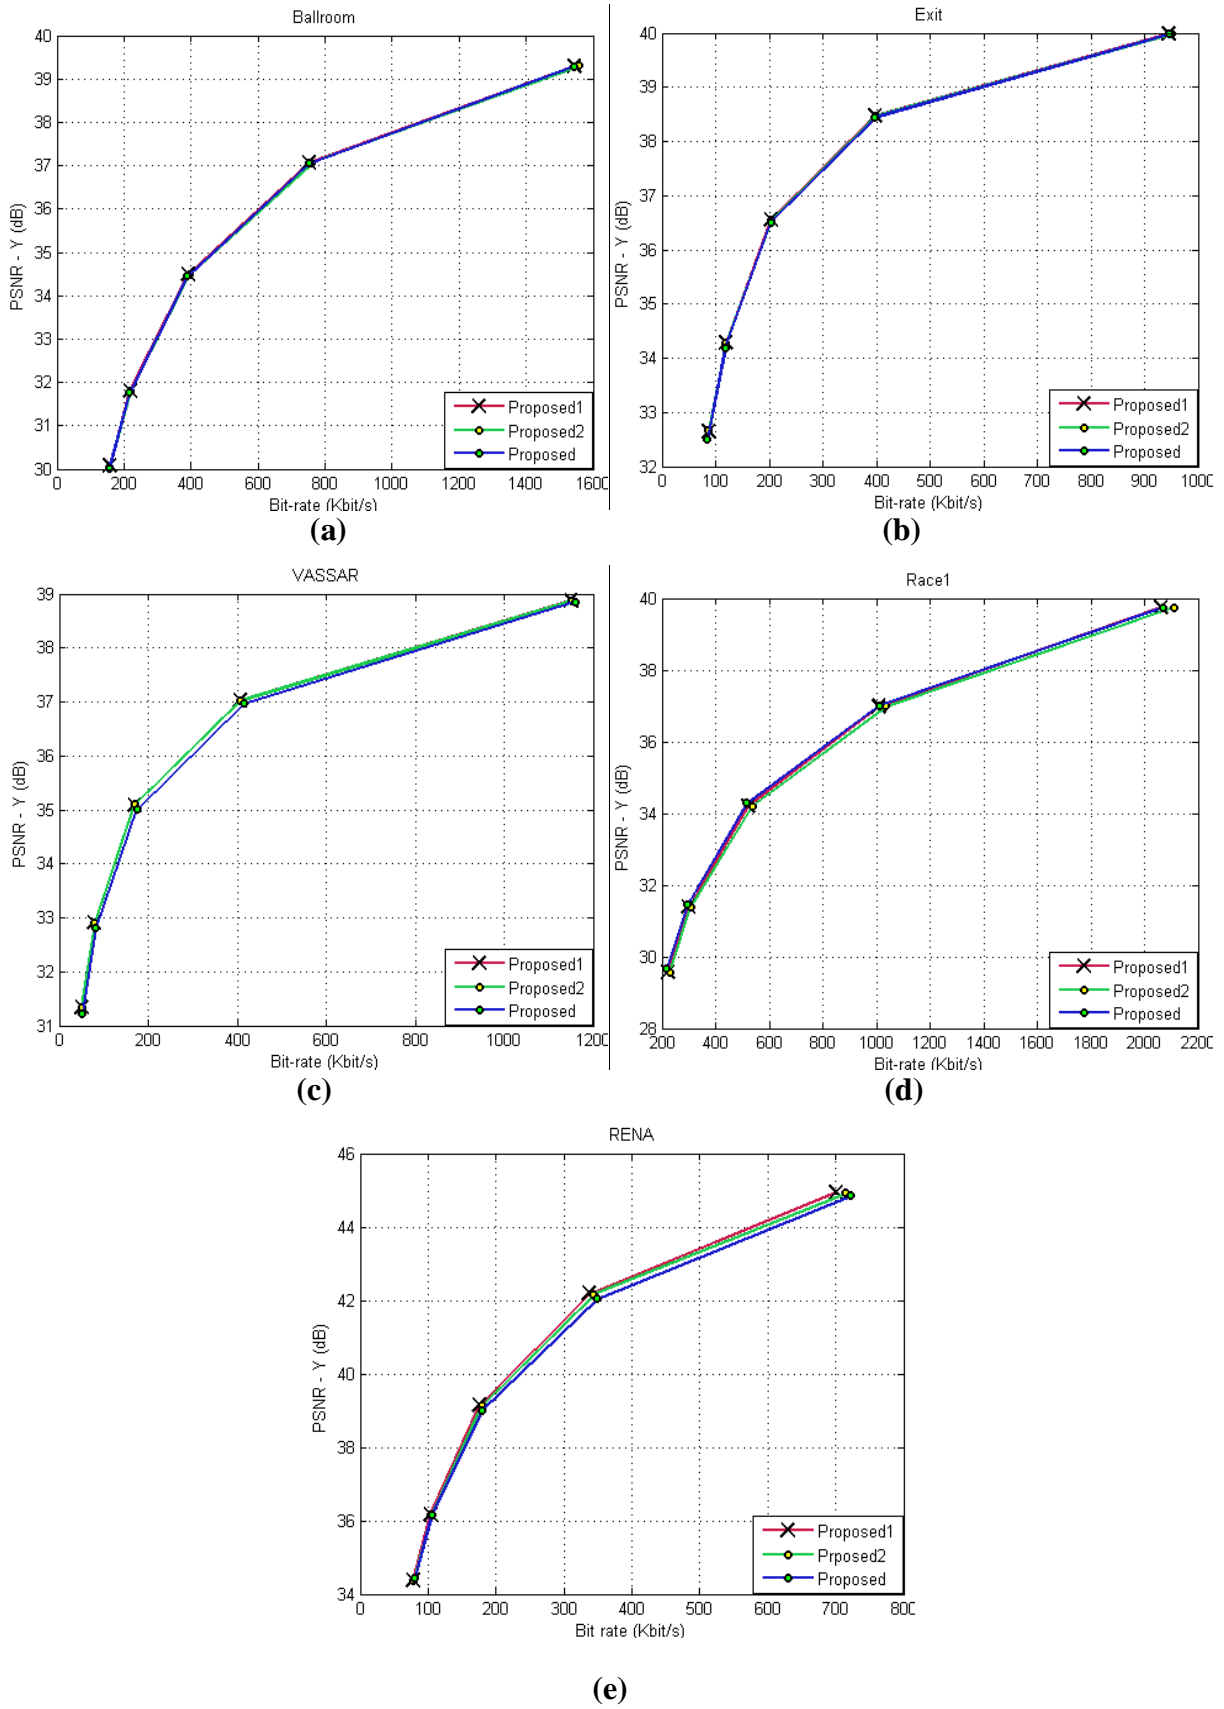 Ballroom
PSNR - Y (dB)
40
39
38
37
36
35
34
33
32
31
30
0 200 400 600 800 1000 1200 1400 1600
Bit-rate (Kbit/s)
Proposed1
Proposed2
Proposed
(a)
Exit
PSNR - Y (dB)
40
39
38
37
36
35
34
33
32
0 100 200 300 400 500 600 700 800 900 1000
Bit-rate (Kbit/s)
Proposed1
Proposed2
Proposed
(b)
VASSAR
PSNR - Y (dB)
39
38
37
36
35
34
33
32
31
0 200 400 600 800 1000 1200
Bit-rate (Kbit/s)
Proposed1
Proposed2
Proposed
(c)
Race1
PSNR - Y (dB)
40
38
36
34
32
30
28
200 400 600 800 1000 1200 1400 1600 1800 2000 2200
Bit-rate (Kbit/s)
Proposed1
Proposed2
Proposed
(d)
RENA
PSNR - Y (dB)
46
44
42
40
38
36
34
0 100 200 300 400 500 600 700 800
Bit rate (Kbit/s)
Proposed1
Prposed2
Proposed
(e)